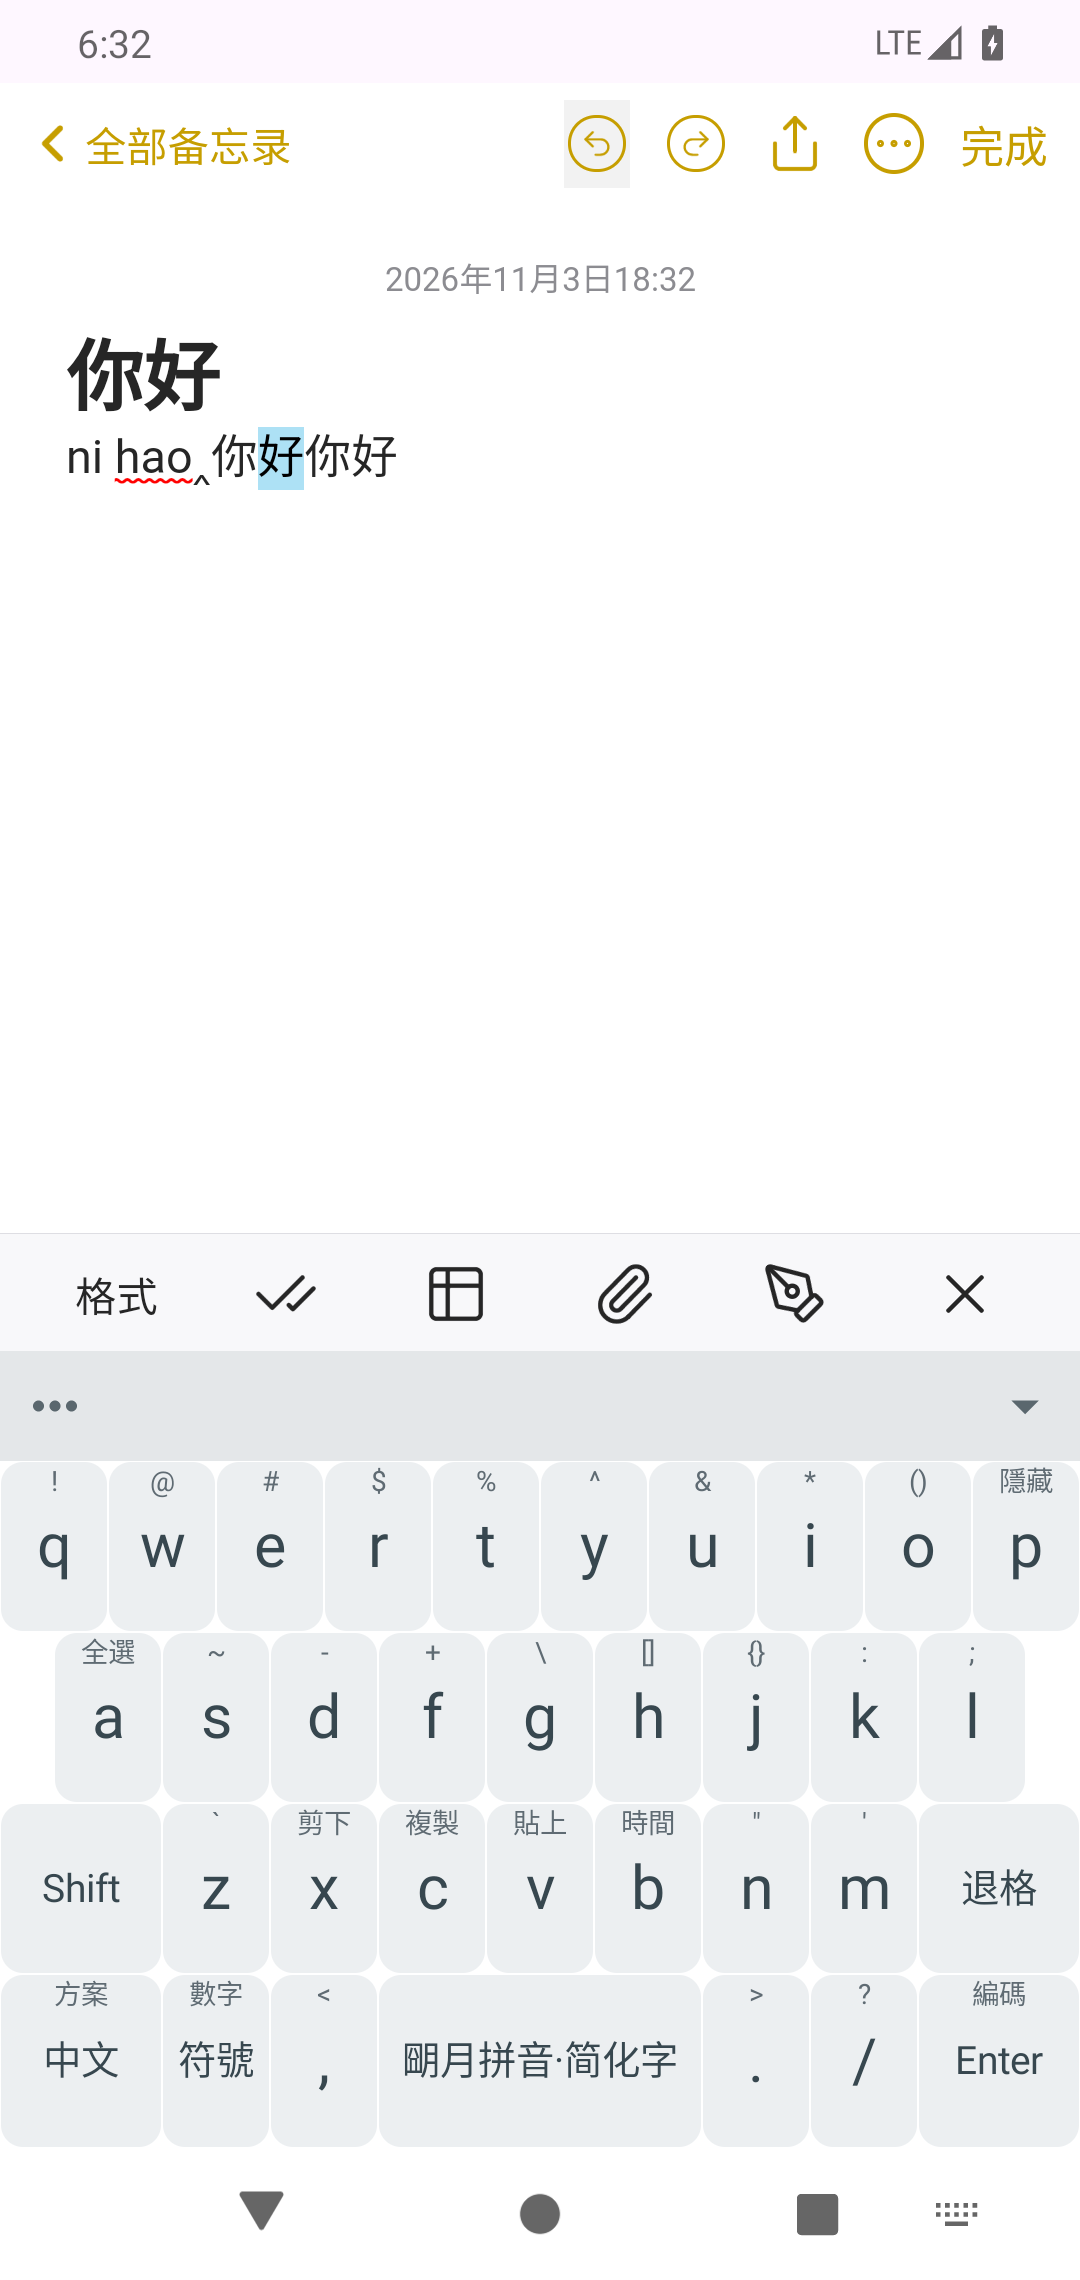 6:32 LTE
全部备忘录 完成
2026年11月3日18:32
你好
ni hao‸你好你好
格式
! @ # $ % ^ & * () 隱藏
q w e r t y u i o p
全選 ~ - + \ [] {} : ;
a s d f g h j k l
` 剪下 複製 貼上 時間 " '
Shift z x c v b n m 退格
方案 數字 < > ? 編碼
中文 符號 , 朙月拼音·简化字 . / Enter